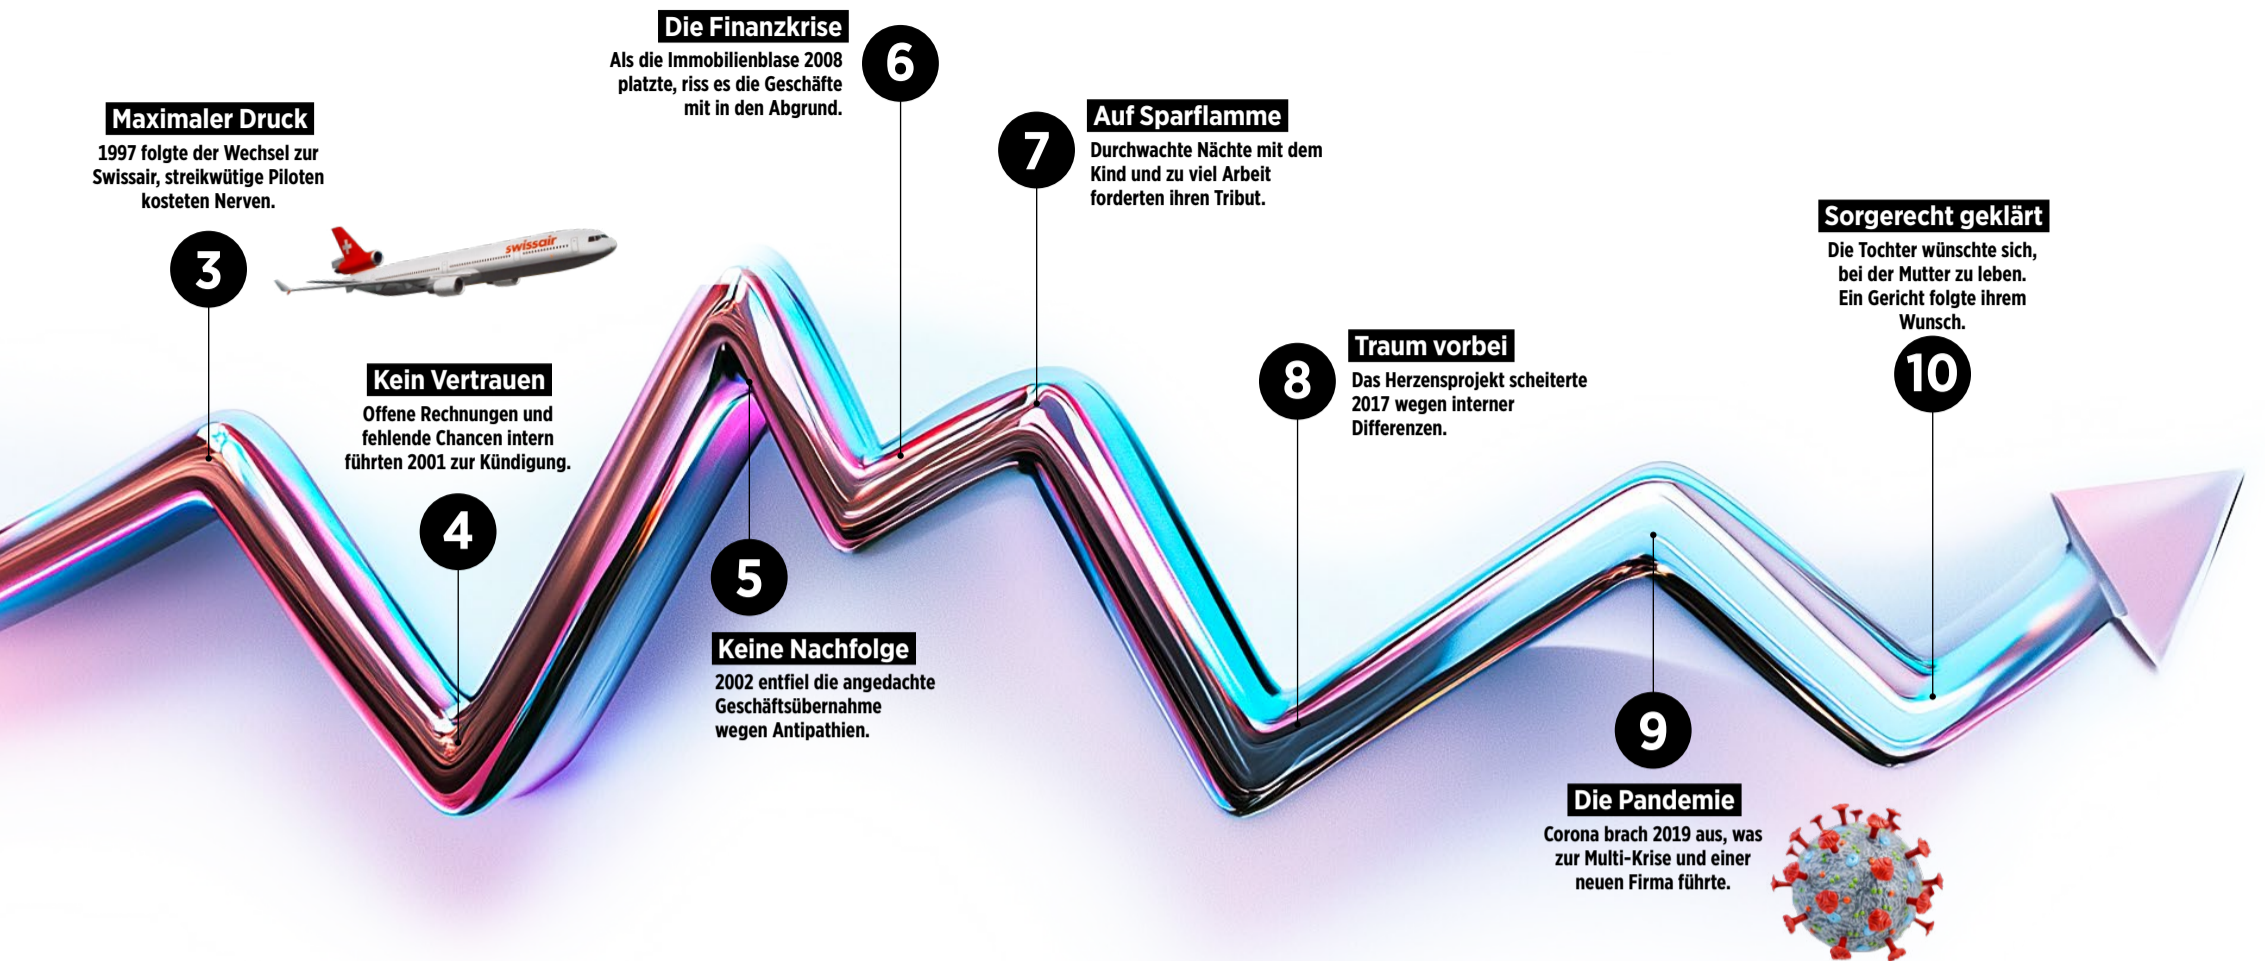 Maximaler Druck
1997 folgte der Wechsel zur
Swissair, streikwütige Piloten
kosteten Nerven.
3
swissair
Kein Vertrauen
Offene Rechnungen und
fehlende Chancen intern
führten 2001 zur Kündigung.
4
5
Keine Nachfolge
2002 entfiel die angedachte
Geschäftsübernahme
wegen Antipathien.
Die Finanzkrise
Als die Immobilienblase 2008
platzte, riss es die Geschäfte
mit in den Abgrund.
6
7
Auf Sparflamme
Durchwachte Nächte mit dem
Kind und zu viel Arbeit
forderten ihren Tribut.
8
Traum vorbei
Das Herzensprojekt scheiterte
2017 wegen interner
Differenzen.
9
Die Pandemie
Corona brach 2019 aus, was
zur Multi-Krise und einer
neuen Firma führte.
Sorgerecht geklärt
Die Tochter wünschte sich,
bei der Mutter zu leben.
Ein Gericht folgte ihrem
Wunsch.
10